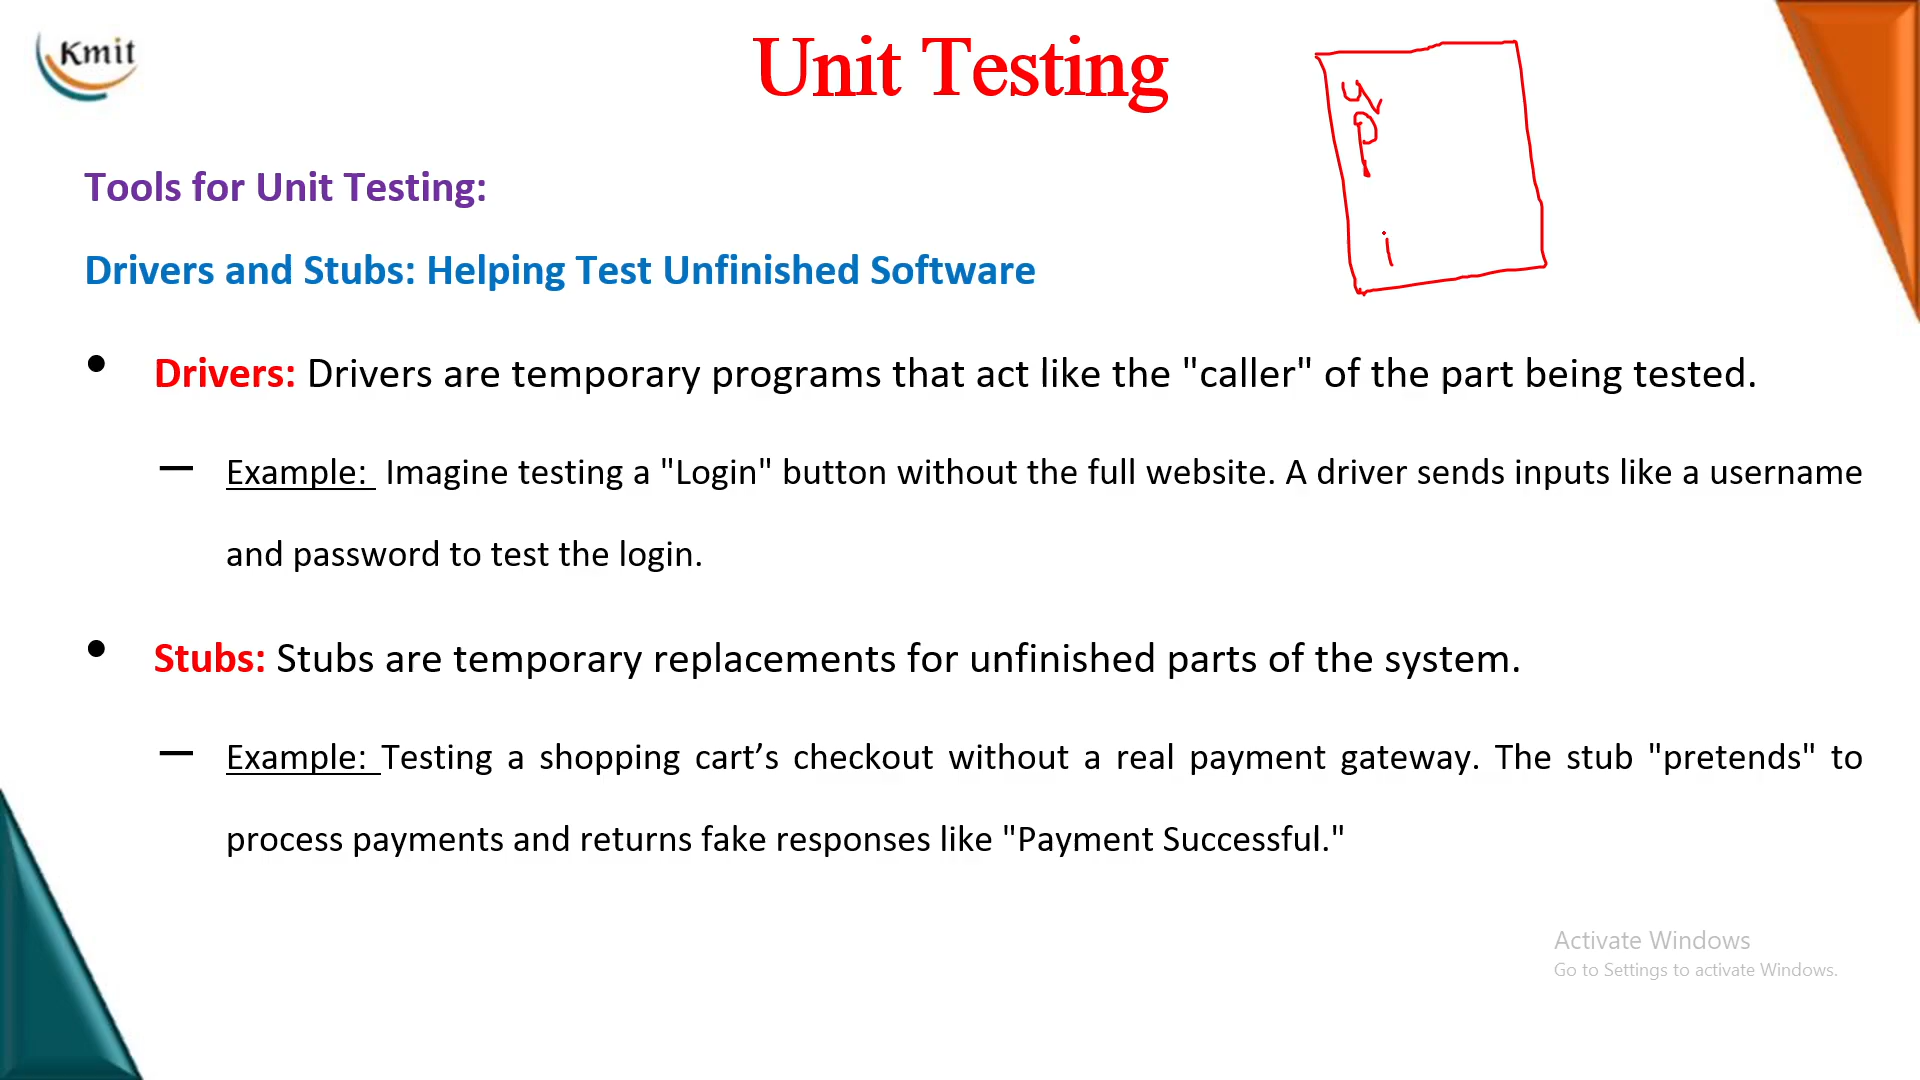 Kmit
Unit Testing
Tools for Unit Testing:
Drivers and Stubs: Helping Test Unfinished Software
• Drivers: Drivers are temporary programs that act like the "caller" of the part being tested.
— Example: Imagine testing a "Login" button without the full website. A driver sends inputs like a username
and password to test the login.
• Stubs: Stubs are temporary replacements for unfinished parts of the system.
— Example: Testing a shopping cart’s checkout without a real payment gateway. The stub "pretends" to
process payments and returns fake responses like "Payment Successful."
Activate Windows
Go to Settings to activate Windows.